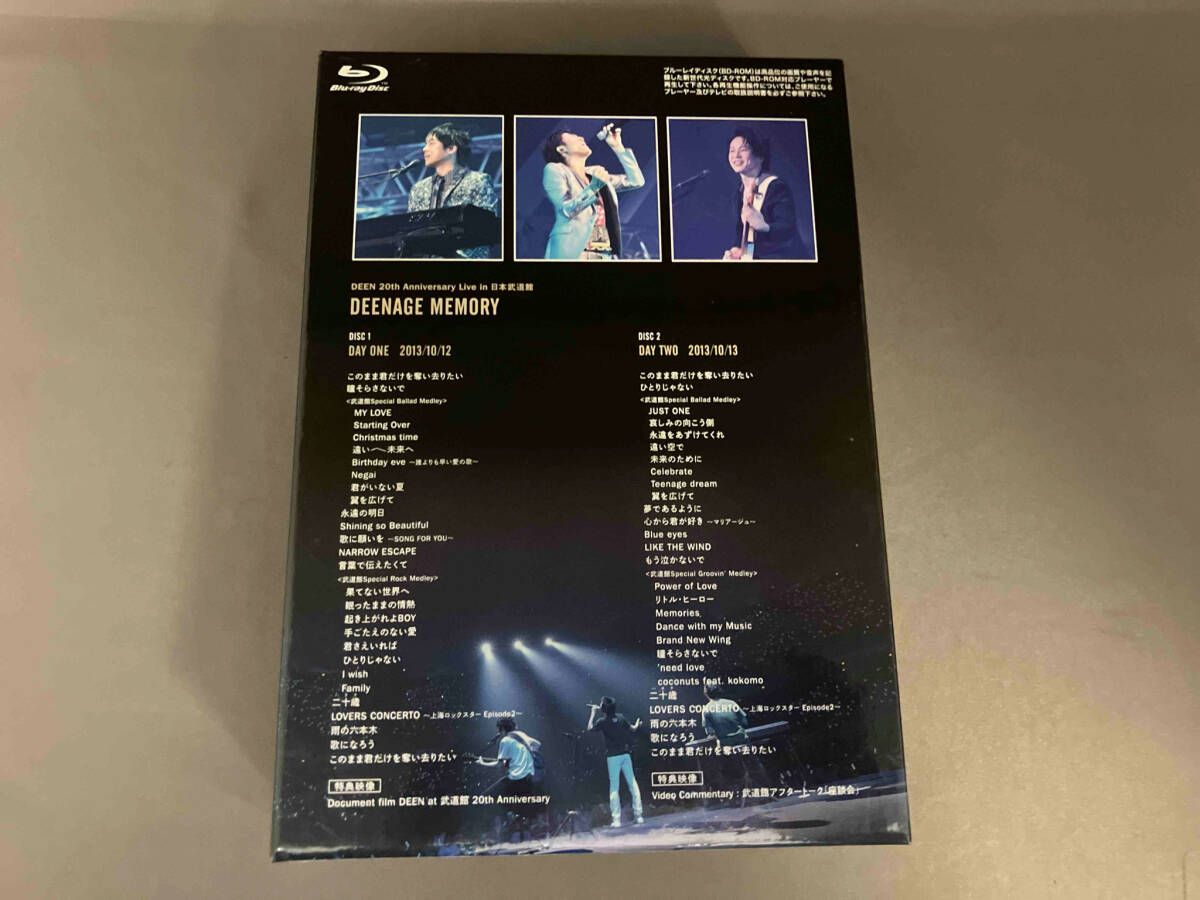 Blu-ray Disc
ブルーレイディスク(BD-ROM)は高品位の画質や音声を記
録した新世代光ディスクです。BD-ROM対応プレーヤーで
再生して下さい。各再生機能操作については、ご使用になる
プレーヤー及びテレビの取扱説明書を必ずご参照下さい。
DEEN 20th Anniversary Live in 日本武道館
DEENAGE MEMORY
DISC 1
DAY ONE 2013/10/12
このまま君だけを奪い去りたい
瞳そらさないで
<武道館Special Ballad Medley>
MY LOVE
Starting Over
Christmas time
遠い〜未来へ
Birthday eve 〜誰よりも早い愛の歌〜
Negai
君がいない夏
翼を広げて
永遠の明日
Shining so Beautiful
歌に願いを 〜SONG FOR YOU〜
NARROW ESCAPE
言葉で伝えたくて
<武道館Special Rock Medley>
果てない世界へ
眠ったままの情熱
起き上がれよBOY
手ごたえのない愛
君さえいれば
ひとりじゃない
I wish
Family
二十歳
LOVERS CONCERTO 〜上海ロックスター Episode2〜
雨の六本木
歌になろう
このまま君だけを奪い去りたい
特典映像
Document film DEEN at 武道館 20th Anniversary
DISC 2
DAY TWO 2013/10/13
このまま君だけを奪い去りたい
ひとりじゃない
<武道館Special Ballad Medley>
JUST ONE
哀しみの向こう側
永遠をあずけてくれ
遠い空で
未来のために
Celebrate
Teenage dream
翼を広げて
夢であるように
心から君が好き 〜マリアージュ〜
Blue eyes
LIKE THE WIND
もう泣かないで
<武道館Special Groovin' Medley>
Power of Love
リトル・ヒーロー
Memories
Dance with my Music
Brand New Wing
瞳そらさないで
'need love
coconuts feat. kokomo
二十歳
LOVERS CONCERTO 〜上海ロックスター Episode2〜
雨の六本木
歌になろう
このまま君だけを奪い去りたい
特典映像
Video Commentary : 武道館アフタートーク「座談会」